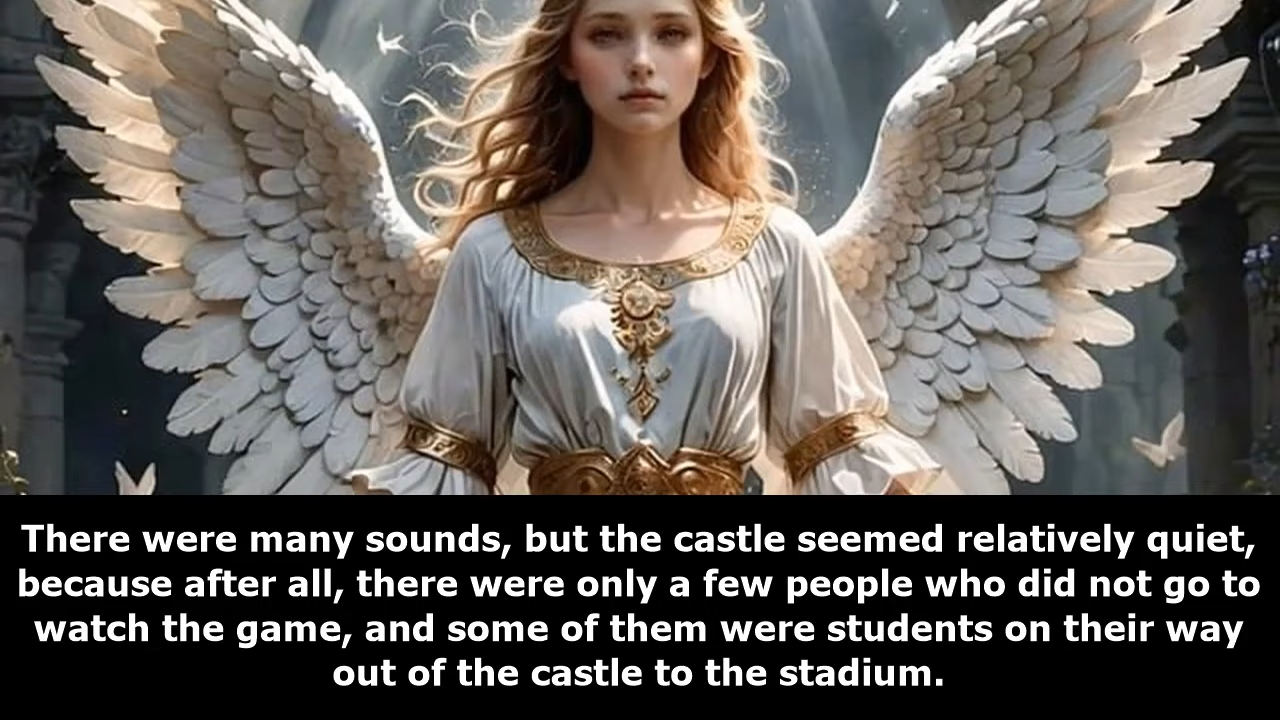 There were many sounds, but the castle seemed relatively quiet,
because after all, there were only a few people who did not go to
watch the game, and some of them were students on their way
out of the castle to the stadium.